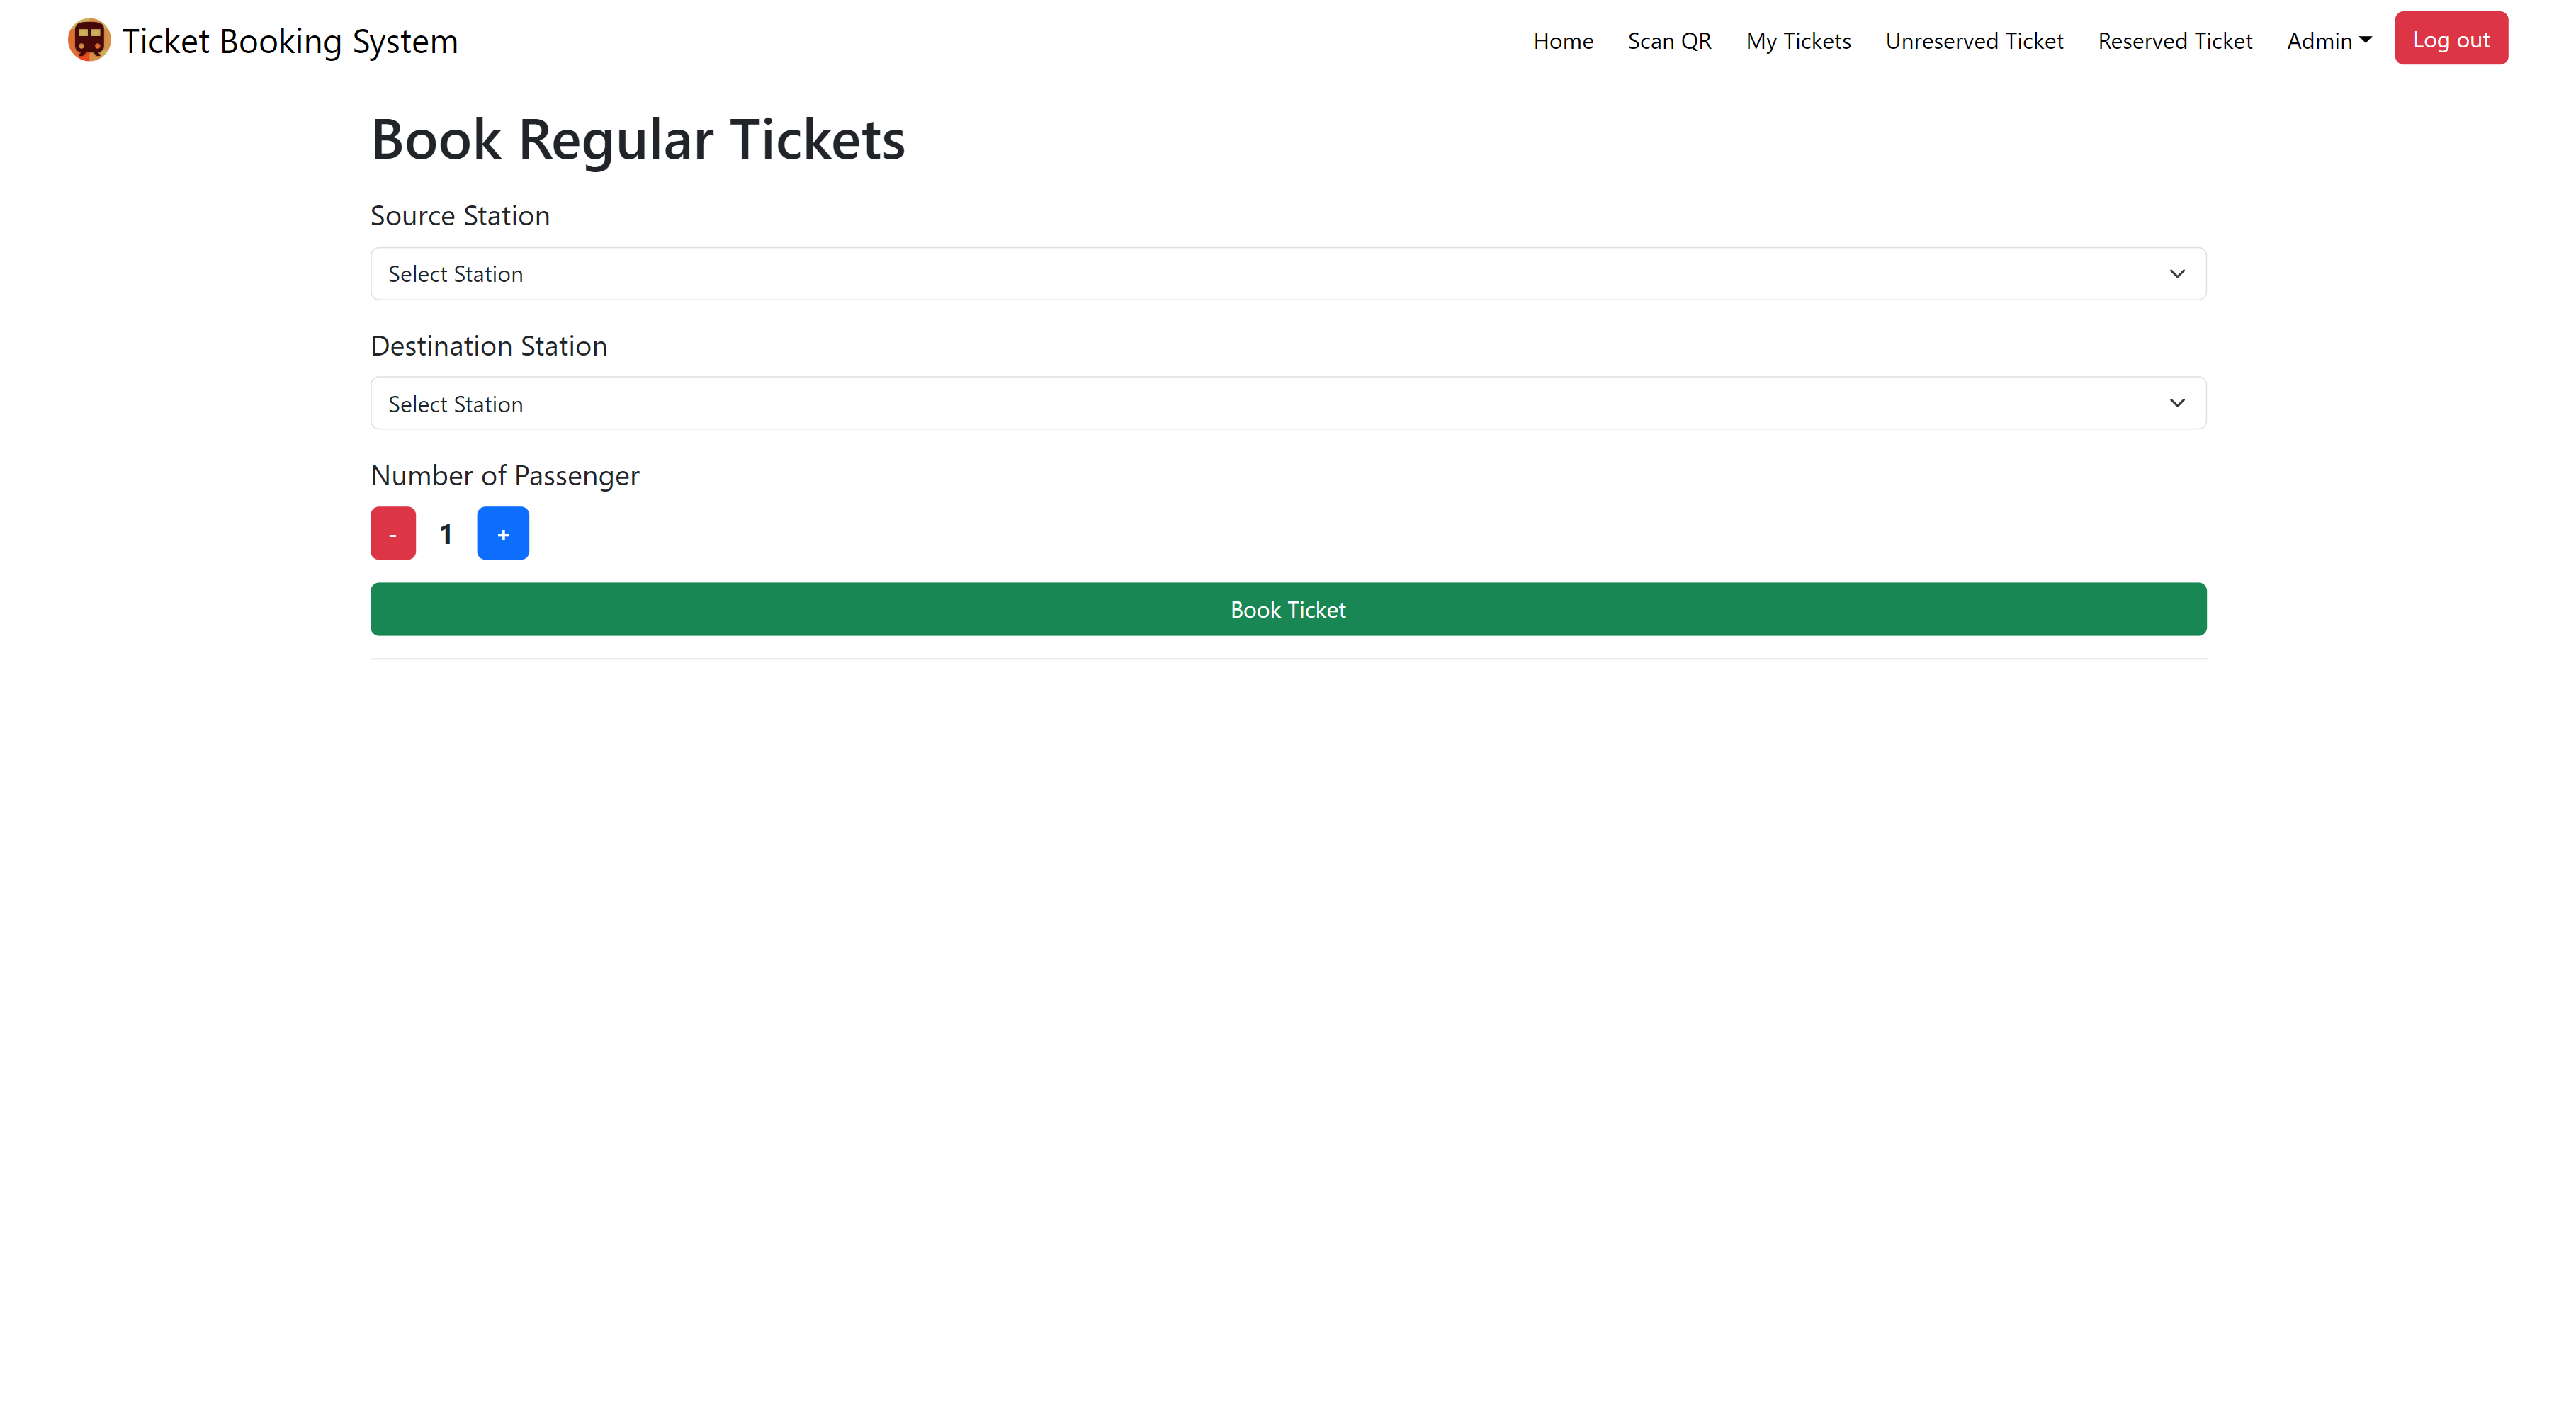 Ticket Booking System
Home Scan QR My Tickets Unreserved Ticket Reserved Ticket Admin Log out
Book Regular Tickets
Source Station
Select Station
Destination Station
Select Station
Number of Passenger
- 1 +
Book Ticket